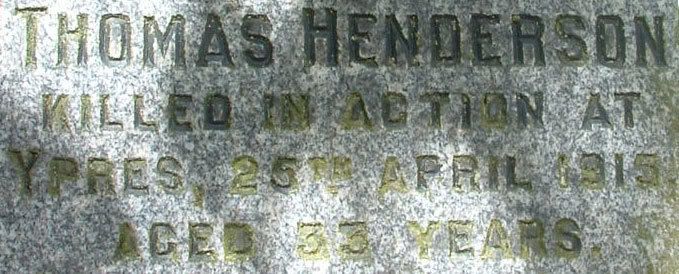 THOMAS HENDERSON
KILLED IN ACTION AT
YPRES, 25TH APRIL 1915
AGED 33 YEARS.